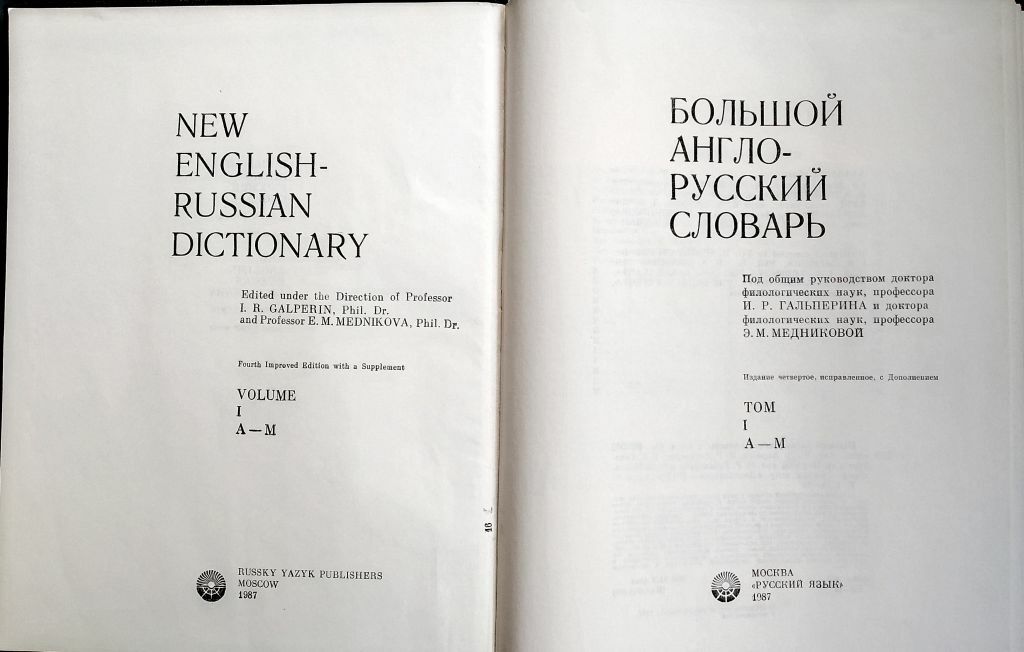 NEW
ENGLISH-
RUSSIAN
DICTIONARY
Edited under the Direction of Professor
I. R. GALPERIN, Phil. Dr.
and Professor E. M. MEDNIKOVA, Phil. Dr.
Fourth Improved Edition with a Supplement
VOLUME
I
A—M
RUSSKY YAZYK PUBLISHERS
MOSCOW
1987
БОЛЬШОЙ
АНГЛО-
РУССКИЙ
СЛОВАРЬ
Под общим руководством доктора
филологических наук, профессора
И. Р. ГАЛЬПЕРИНА и доктора
филологических наук, профессора
Э. М. МЕДНИКОВОЙ
Издание четвертое, исправленное, с Дополнением
ТОМ
I
A—M
МОСКВА
«РУССКИЙ ЯЗЫК»
1987